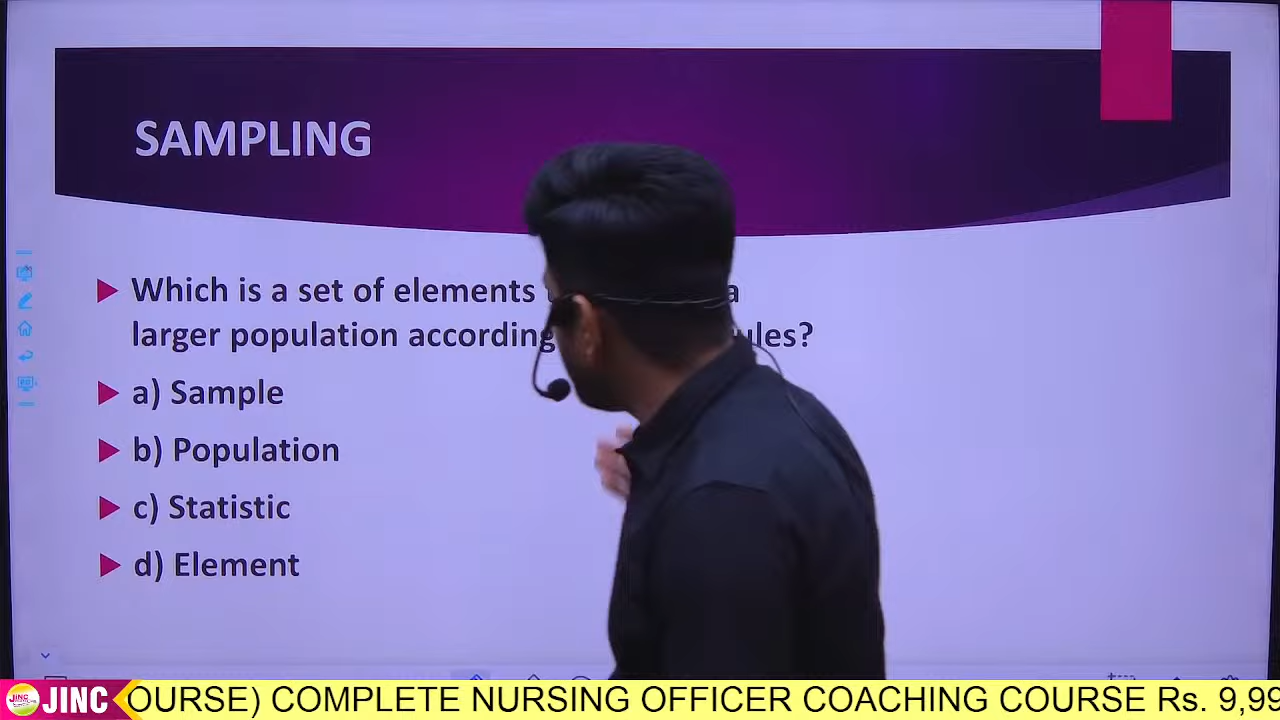 SAMPLING
Which is a set of elements a
larger population according rules?
a) Sample
b) Population
c) Statistic
d) Element
JINC OURSE) COMPLETE NURSING OFFICER COACHING COURSE Rs. 9,99